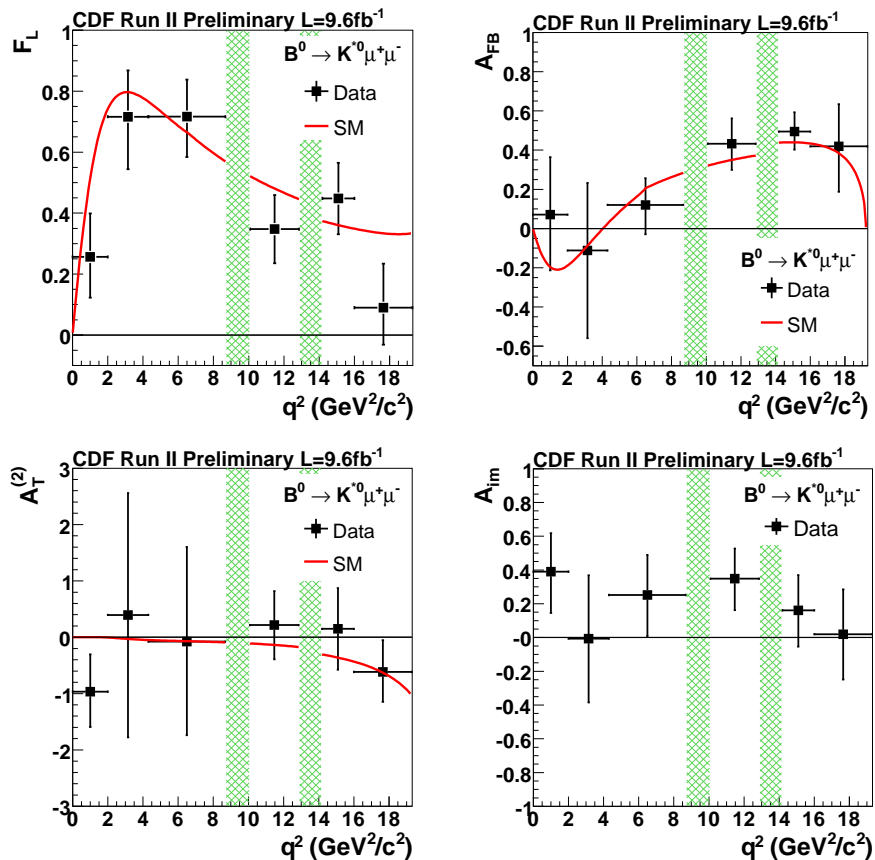 CDF Run II Preliminary L=9.6fb⁻¹
F_L
B⁰ → K*⁰μ⁺μ⁻
Data
SM
1
0.8
0.6
0.4
0.2
0
0 2 4 6 8 10 12 14 16 18
q² (GeV²/c²)
CDF Run II Preliminary L=9.6fb⁻¹
A_FB
1
0.8
0.6
0.4
0.2
0
-0.2
-0.4
-0.6
B⁰ → K*⁰μ⁺μ⁻
Data
SM
0 2 4 6 8 10 12 14 16 18
q² (GeV²/c²)
CDF Run II Preliminary L=9.6fb⁻¹
A_T^(2)
B⁰ → K*⁰μ⁺μ⁻
Data
SM
3
2
1
0
-1
-2
-3
0 2 4 6 8 10 12 14 16 18
q² (GeV²/c²)
CDF Run II Preliminary L=9.6fb⁻¹
A_im
B⁰ → K*⁰μ⁺μ⁻
Data
1
0.8
0.6
0.4
0.2
-0
-0.2
-0.4
-0.6
-0.8
-1
0 2 4 6 8 10 12 14 16 18
q² (GeV²/c²)